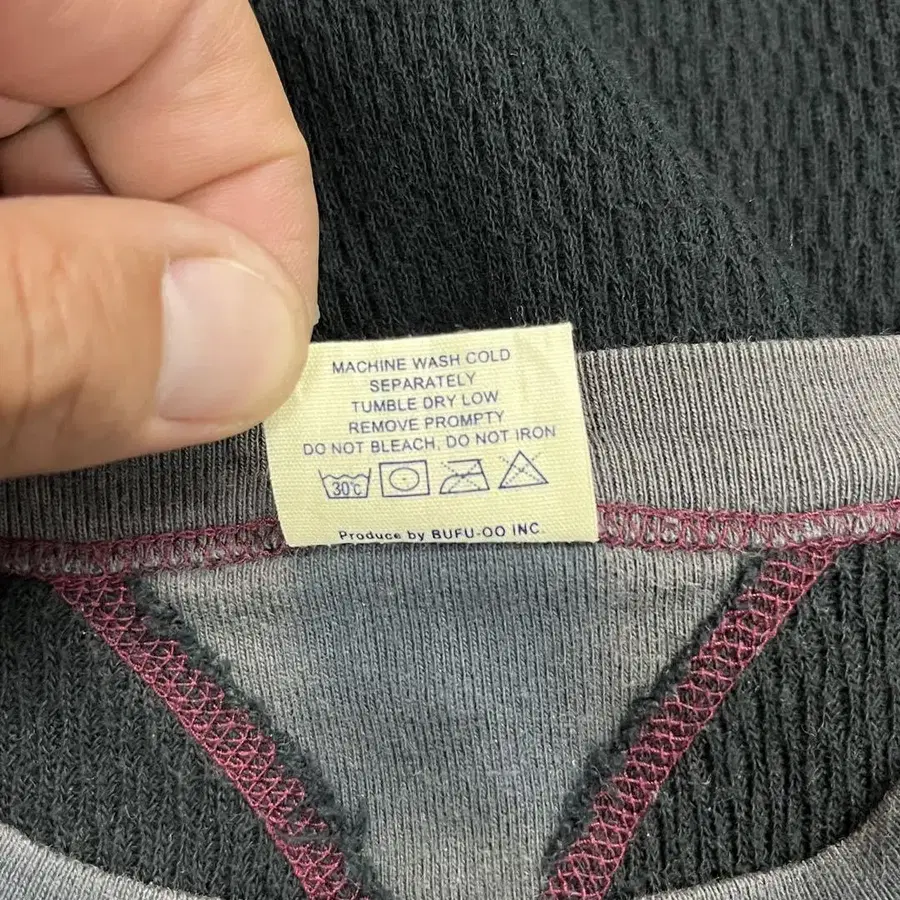 MACHINE WASH COLD
SEPARATELY
TUMBLE DRY LOW
REMOVE PROMPTY
DO NOT BLEACH, DO NOT IRON
30℃
Produce by BUFU-OO INC.